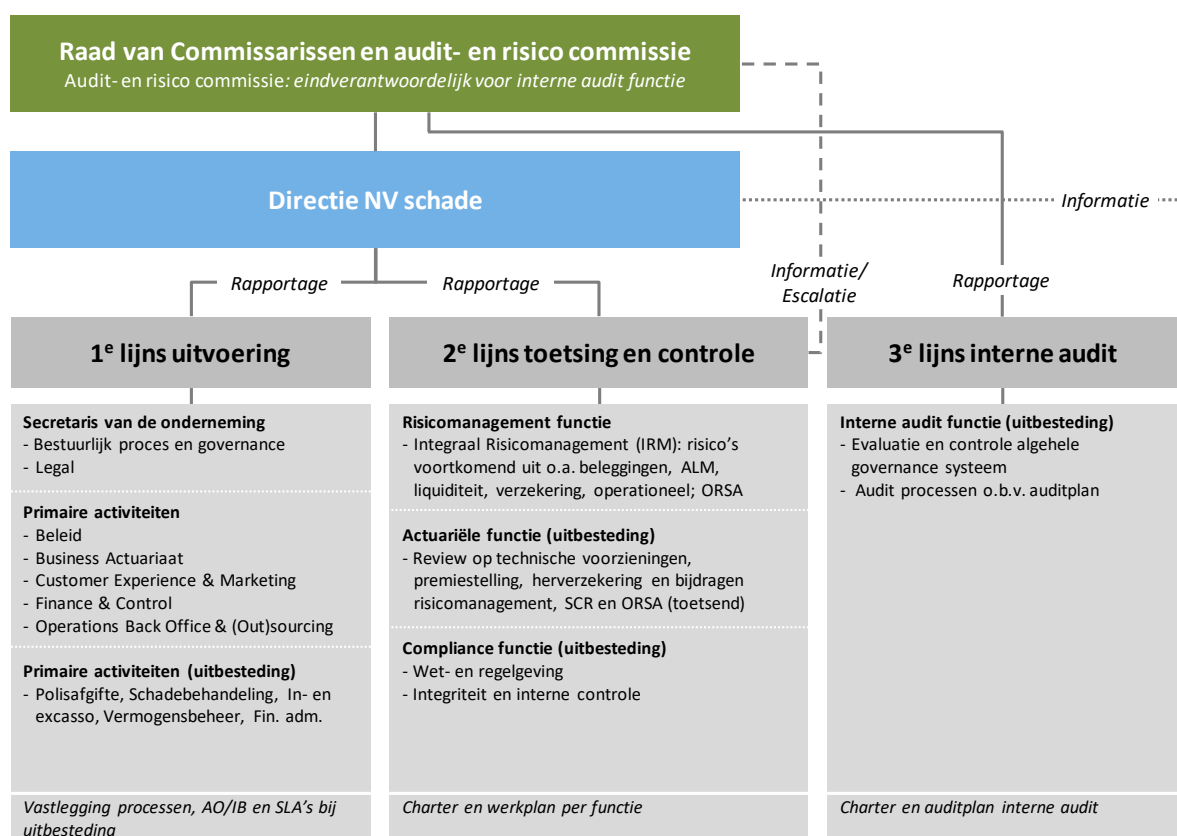 Raad van Commissarissen en audit- en risico commissie
Audit- en risico commissie: eindverantwoordelijk voor interne audit functie
Directie NV schade
Informatie
Rapportage
Rapportage
Informatie/
Escalatie
Rapportage
1e lijns uitvoering
Secretaris van de onderneming
- Bestuurlijk proces en governance
- Legal
Primaire activiteiten
- Beleid
- Business Actuariaat
- Customer Experience & Marketing
- Finance & Control
- Operations Back Office & (Out)sourcing
Primaire activiteiten (uitbesteding)
- Polisafgifte, Schadebehandeling, In- en
excasso, Vermogensbeheer, Fin. adm.
Vastlegging processen, AO/IB en SLA's bij
uitbesteding
2e lijns toetsing en controle
Risicomanagement functie
- Integraal Risicomanagement (IRM): risico's
voortkomend uit o.a. beleggingen, ALM,
liquiditeit, verzekering, operationeel; ORSA
Actuariële functie (uitbesteding)
- Review op technische voorzieningen,
premiestelling, herverzekering en bijdragen
risicomanagement, SCR en ORSA (toetsend)
Compliance functie (uitbesteding)
- Wet- en regelgeving
- Integriteit en interne controle
Charter en werkplan per functie
3e lijns interne audit
Interne audit functie (uitbesteding)
- Evaluatie en controle algehele
governance systeem
- Audit processen o.b.v. auditplan
Charter en auditplan interne audit